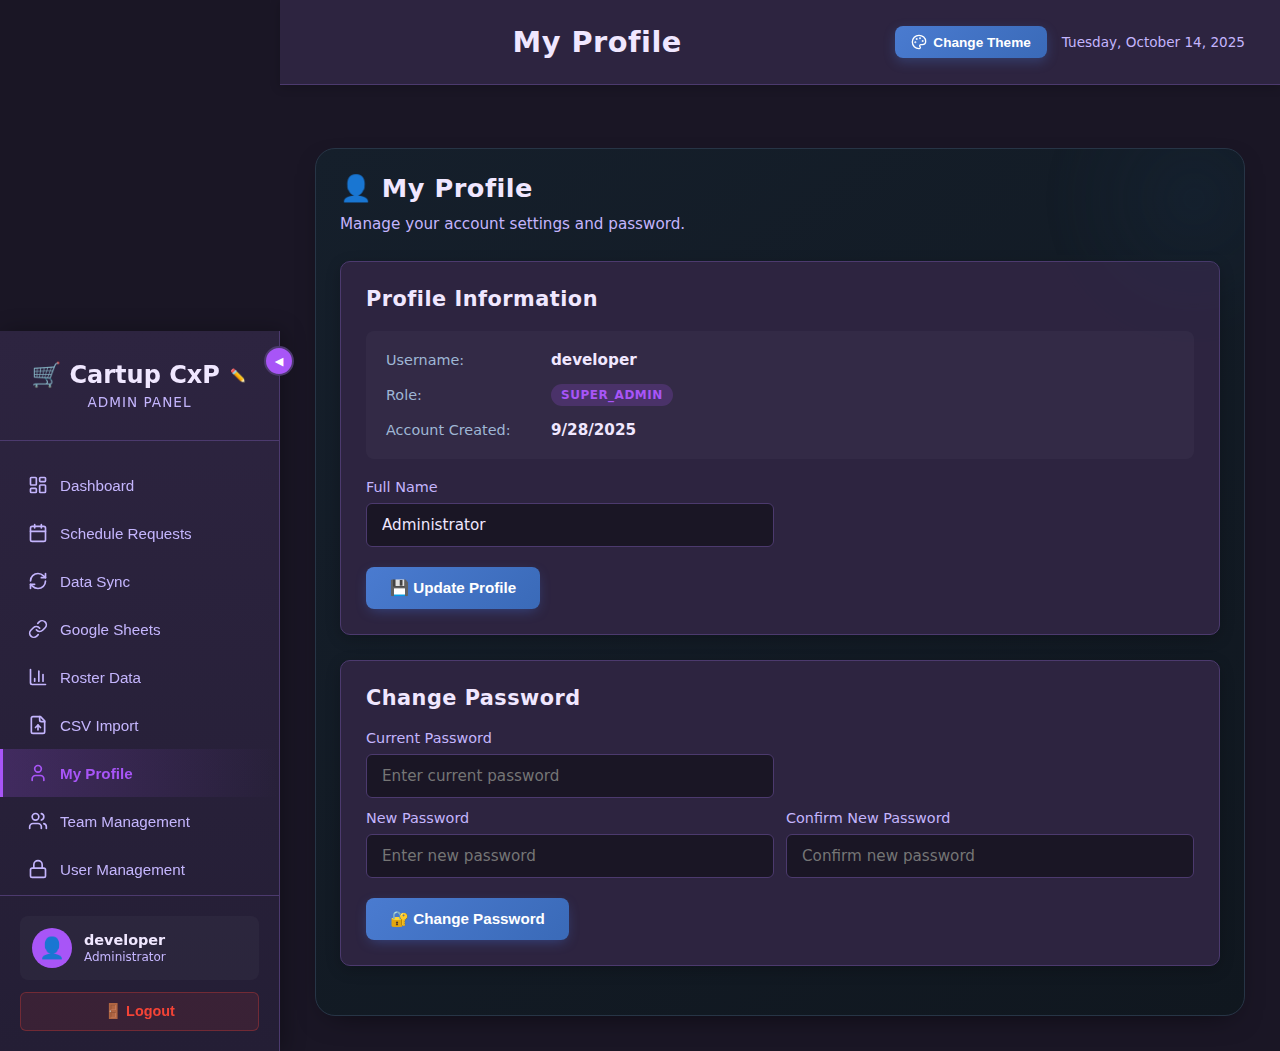 My Profile
Change Theme
Tuesday, October 14, 2025
🛒 Cartup CxP ✏️
ADMIN PANEL
◀
Dashboard
Schedule Requests
Data Sync
Google Sheets
Roster Data
CSV Import
My Profile
Team Management
User Management
developer
Administrator
🚪 Logout
👤 My Profile
Manage your account settings and password.
Profile Information
Username: developer
Role: SUPER_ADMIN
Account Created: 9/28/2025
Full Name
Administrator
💾 Update Profile
Change Password
Current Password
Enter current password
New Password Confirm New Password
Enter new password Confirm new password
🔐 Change Password